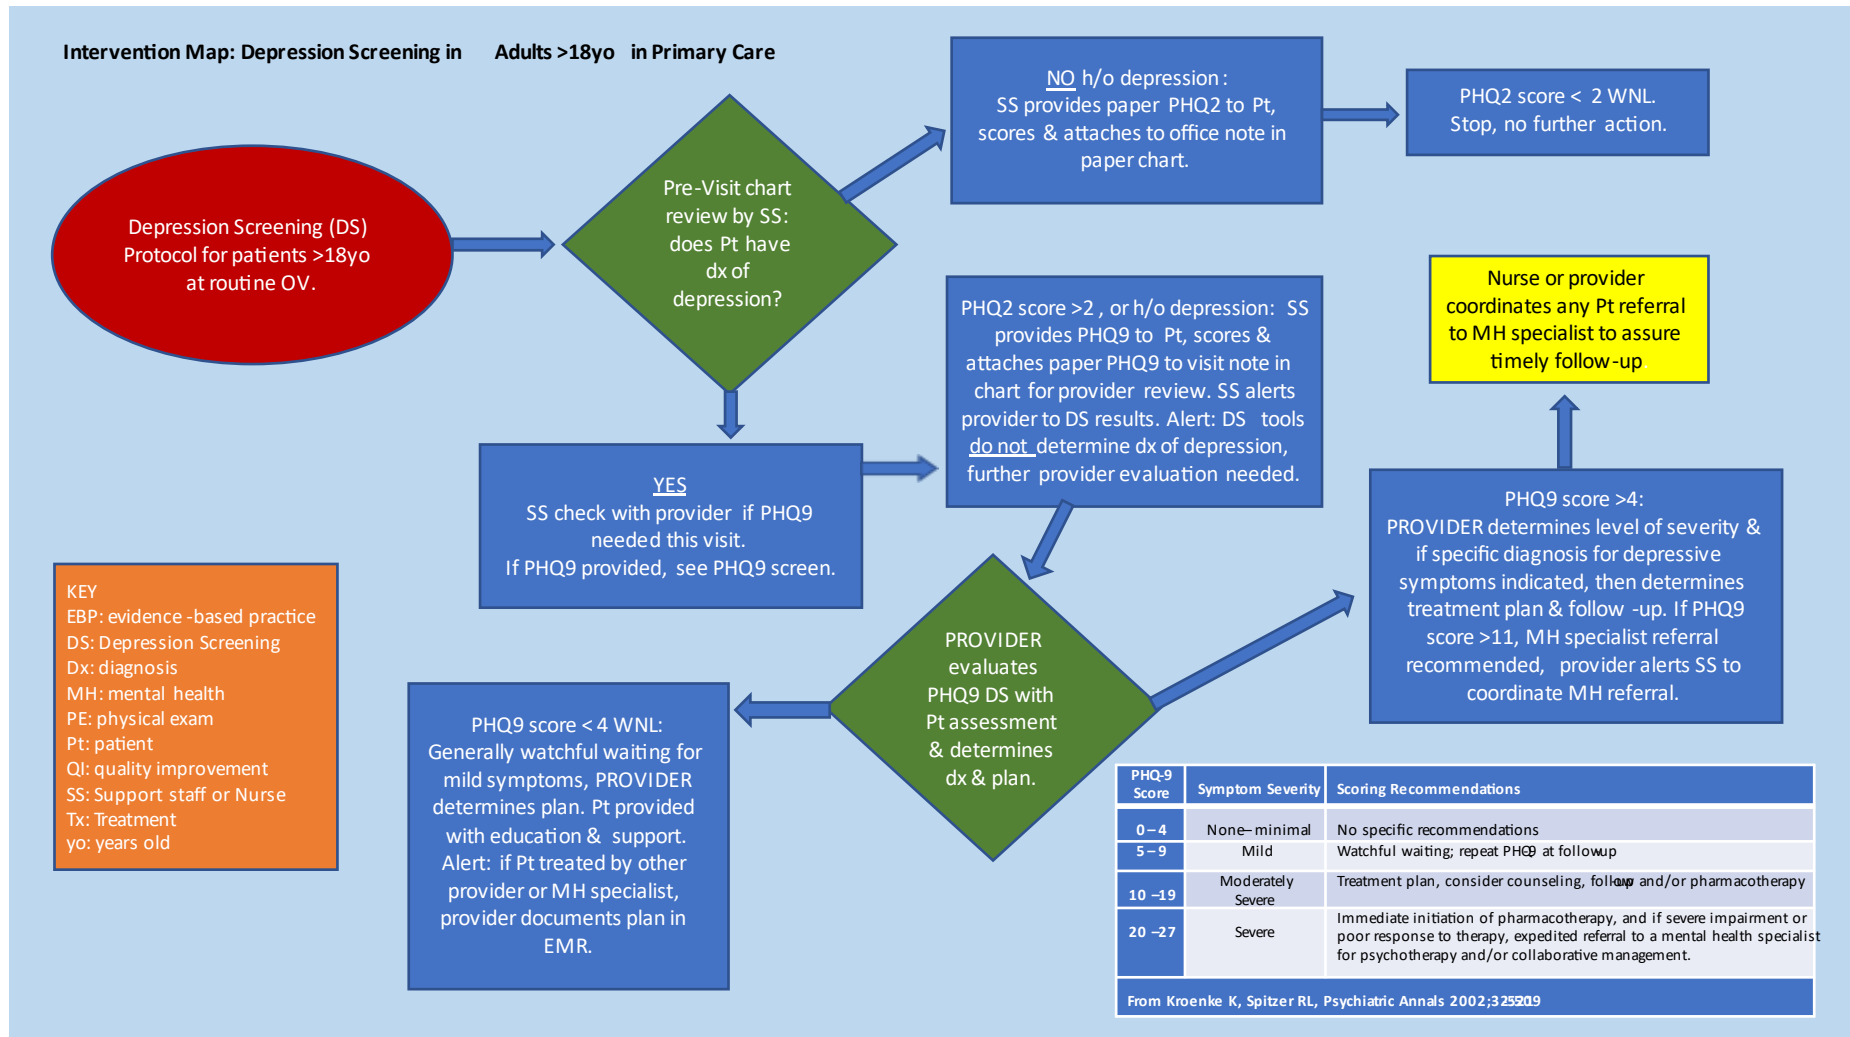 Intervention Map: Depression Screening in Adults >18yo in Primary Care
Depression Screening (DS)
Protocol for patients >18yo
at routine OV.
Pre-Visit chart
review by SS:
does Pt have
dx of
depression?
NO h/o depression :
SS provides paper PHQ2 to Pt,
scores & attaches to office note in
paper chart.
PHQ2 score < 2 WNL.
Stop, no further action.
YES
SS check with provider if PHQ9
needed this visit.
If PHQ9 provided, see PHQ9 screen.
PHQ2 score >2 , or h/o depression: SS
provides PHQ9 to Pt, scores &
attaches paper PHQ9 to visit note in
chart for provider review. SS alerts
provider to DS results. Alert: DS tools
do not determine dx of depression,
further provider evaluation needed.
PROVIDER
evaluates
PHQ9 DS with
Pt assessment
& determines
dx & plan.
PHQ9 score < 4 WNL:
Generally watchful waiting for
mild symptoms, PROVIDER
determines plan. Pt provided
with education & support.
Alert: if Pt treated by other
provider or MH specialist,
provider documents plan in
EMR.
PHQ9 score >4:
PROVIDER determines level of severity &
if specific diagnosis for depressive
symptoms indicated, then determines
treatment plan & follow -up. If PHQ9
score >11, MH specialist referral
recommended, provider alerts SS to
coordinate MH referral.
Nurse or provider
coordinates any Pt referral
to MH specialist to assure
timely follow-up
KEY
EBP: evidence -based practice
DS: Depression Screening
Dx: diagnosis
MH: mental health
PE: physical exam
Pt: patient
QI: quality improvement
SS: Support staff or Nurse
Tx: Treatment
yo: years old
PHQ-9 Score Symptom Severity Scoring Recommendations
0 – 4 None– minimal No specific recommendations
5 – 9 Mild Watchful waiting; repeat PHQ9 at followup
10 –19 Moderately Severe Treatment plan, consider counseling, follow-up and/or pharmacotherapy
20 –27 Severe Immediate initiation of pharmacotherapy, and if severe impairment or
poor response to therapy, expedited referral to a mental health specialist
for psychotherapy and/or collaborative management.
From Kroenke K, Spitzer RL, Psychiatric Annals 2002;